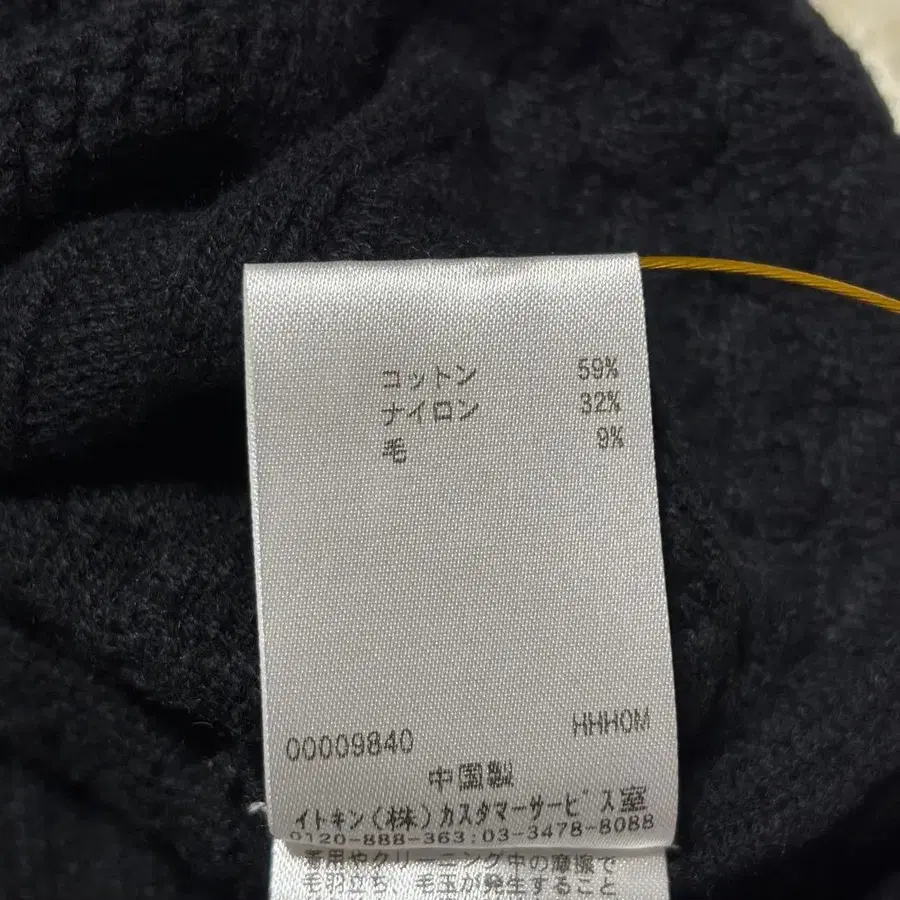 コットン 59%
ナイロン 32%
毛 9%
00009840 HHH0M
中国製
イトキン(株)カスタマーサービス室
0120-888-363:03-3478-8088
着用やクリーニング中の摩擦で
毛羽立ち、毛玉が発生すること